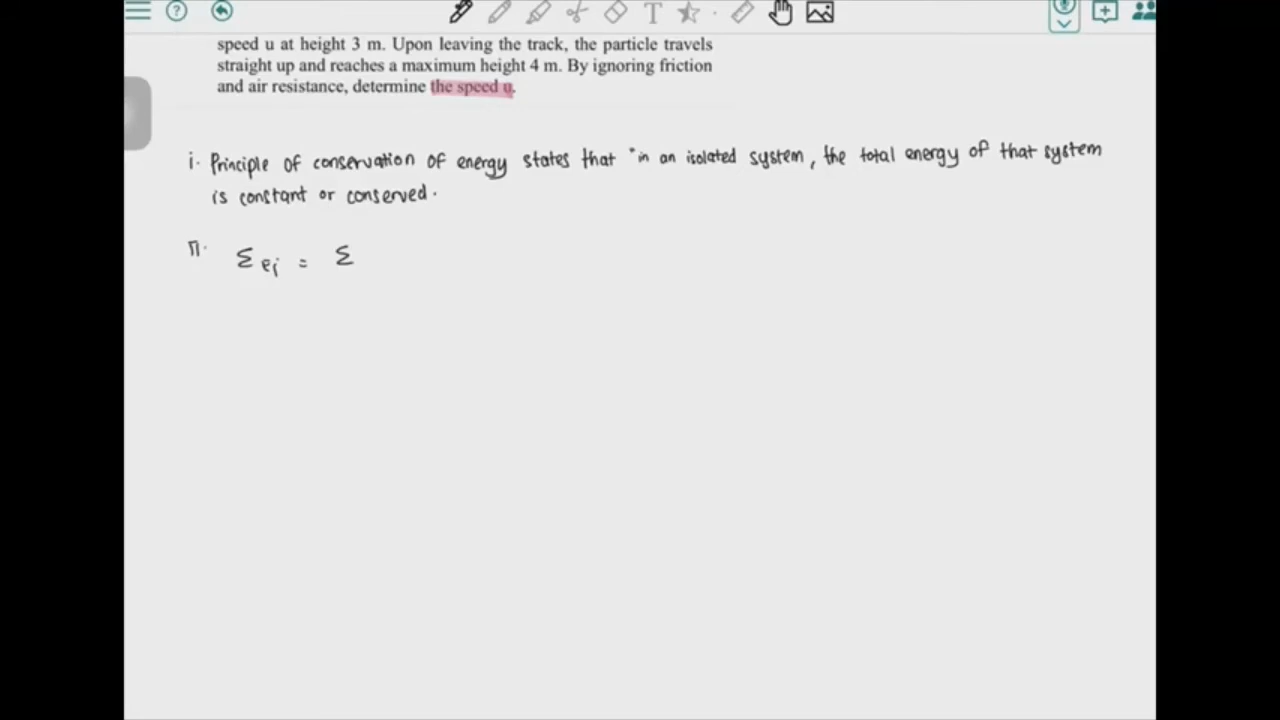 speed u at height 3 m. Upon leaving the track, the particle travels
straight up and reaches a maximum height 4 m. By ignoring friction
and air resistance, determine the speed u.
i. Principle of conservation of energy states that "in an isolated system, the total energy of that system
is constant or conserved.
ii. Σ Ei = Σ